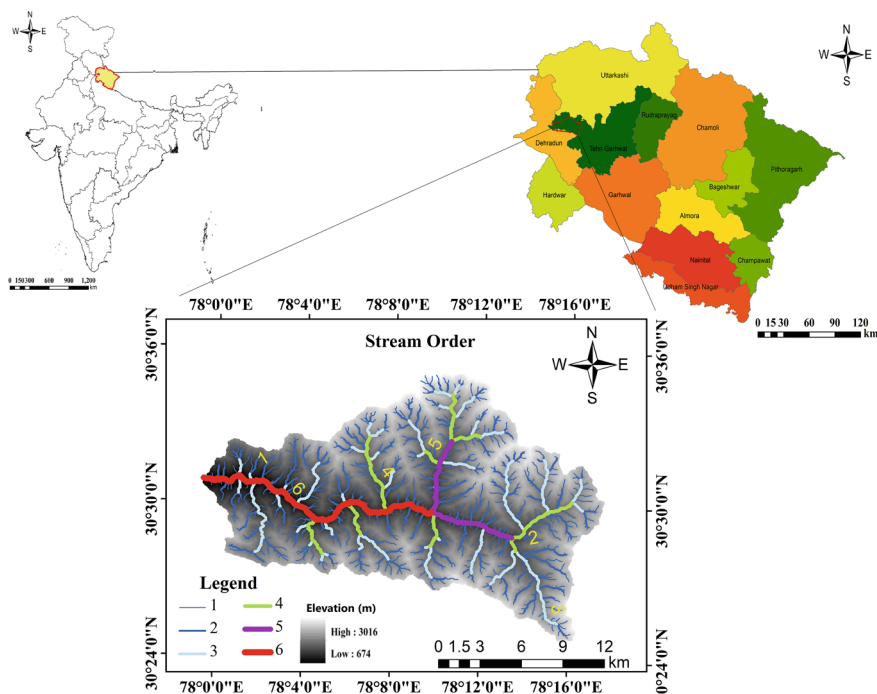 N
W E
S
0 150 300 600 900 1,200
km
N
W E
S
Uttarkashi
Rudraprayag
Chamoli
Dehradun
Tehri Garhwal
Pithoragarh
Bageshwar
Hardwar
Garhwal
Almora
Nainital
Champawat
Udham Singh Nagar
0 15 30 60 90 120
km
78°0'0"E 78°4'0"E 78°8'0"E 78°12'0"E 78°16'0"E
30°36'0"N
30°36'0"N
Stream Order
N
W E
S
5
7
4
6
30°30'0"N
30°30'0"N
2
Legend
1 4
2 5
3 6
Elevation (m)
High : 3016
Low : 674
0 1.5 3 6 9 12
km
30°24'0"N
0°24'0"N
78°0'0"E 78°4'0"E 78°8'0"E 78°12'0"E 78°16'0"E